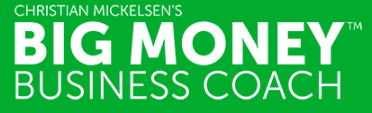 CHRISTIAN MICKELSEN'S
BIG MONEY™
BUSINESS COACH